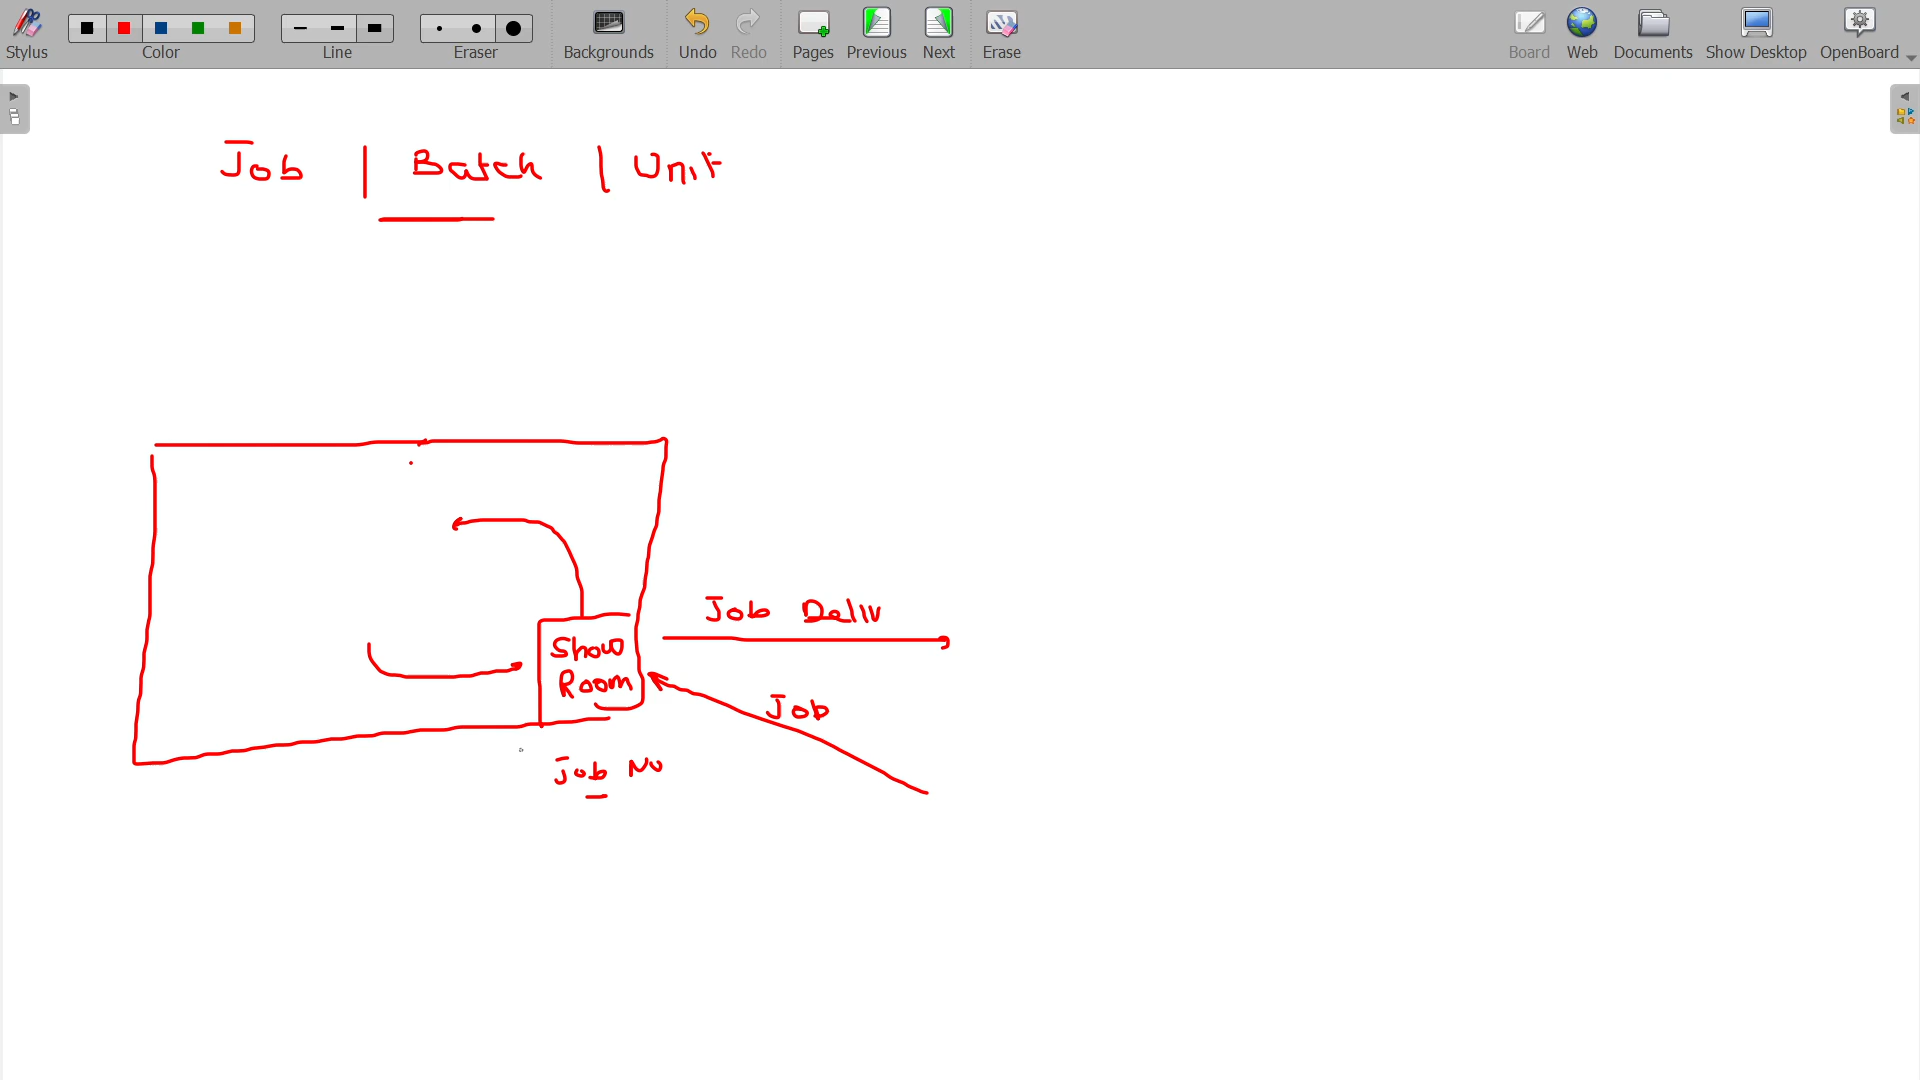 Stylus Color Line Eraser Backgrounds Undo Redo Pages Previous Next Erase Board Web Documents Show Desktop OpenBoard
Job | Batch | Unit
Job Deliv
Show
Room
Job
Job No